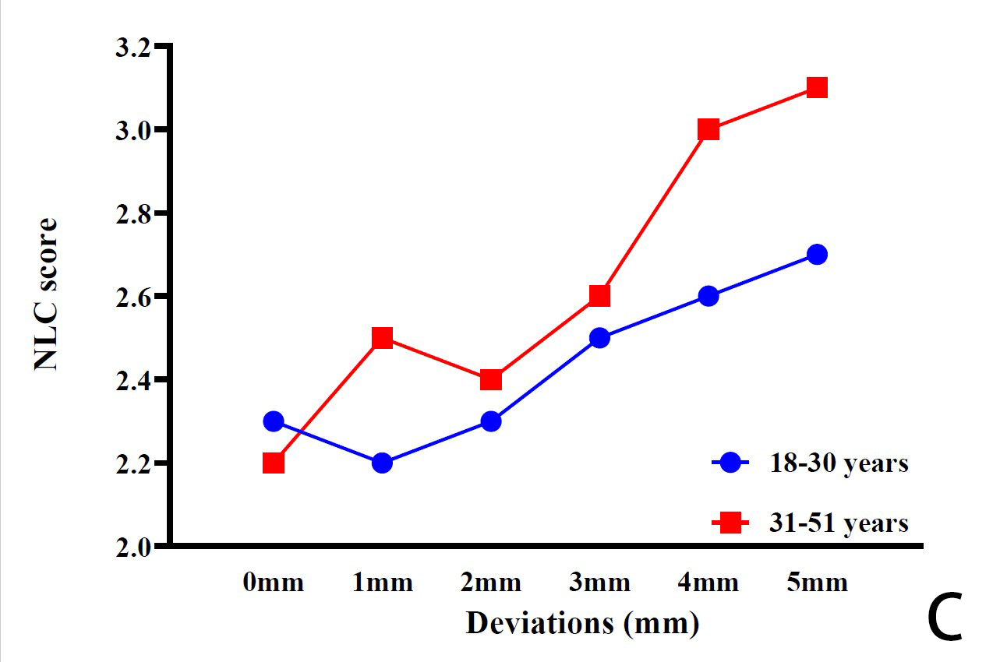 3.2
3.0
2.8
2.6
2.4
2.2
2.0
NLC score
0mm 1mm 2mm 3mm 4mm 5mm
Deviations (mm)
18-30 years
31-51 years
C